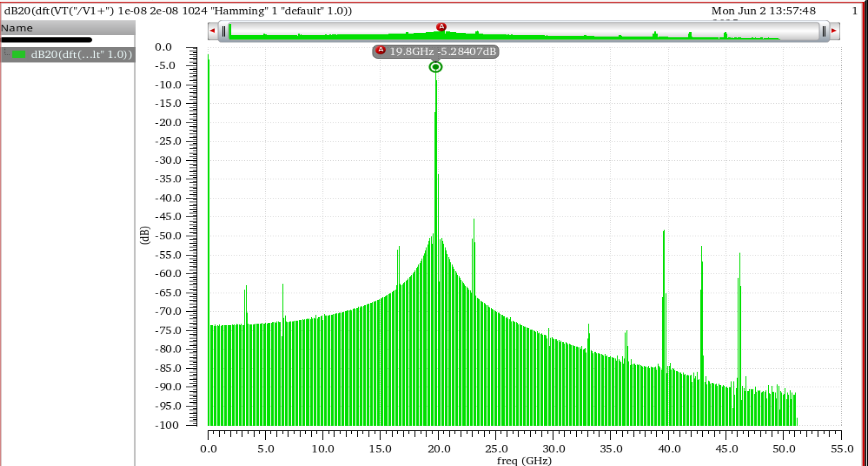 dB20(dft(VT("/V1+") 1e-08 2e-08 1024 "Hamming" 1 "default" 1.0))
Mon Jun 2 13:57:48 1
Name
dB20(dft(...lt" 1.0))
A
A 19.8GHz -5.28407dB
0.0
-5.0
-10.0
-15.0
-20.0
-25.0
-30.0
-35.0
-40.0
-45.0
-50.0
-55.0
-60.0
-65.0
-70.0
-75.0
-80.0
-85.0
-90.0
-95.0
-100
(dB)
0.0 5.0 10.0 15.0 20.0 25.0 30.0 35.0 40.0 45.0 50.0 55.0
freq (GHz)